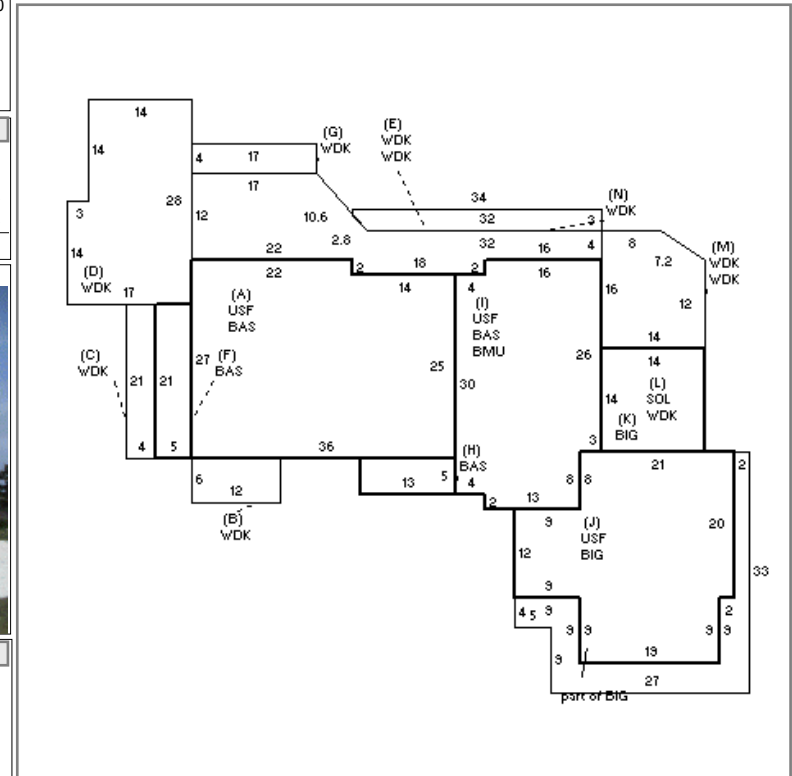 14
(G)
WDK
(E)
WDK
WDK
14
4
17
17
28
(N)
WDK
34
3
12
10.6
32
3
2.8
32
16
4
8
(M)
WDK
WDK
7.2
14
22
22
2
18
2
16
(D)
WDK
14
4
16
12
17
(A)
USF
BAS
(I)
USF
BAS
BMU
14
(C)
WDK
27
(F)
BAS
25
26
14
21
21
30
(L)
SOL
WDK
14
(K)
BIG
4
5
36
(H)
BAS
3
21
2
6
12
13
5
4
8
8
(B)
WDK
2
13
9
(J)
USF
BIG
20
12
33
9
4
5
9
2
9
9
9
9
9
19
27
part of BIG